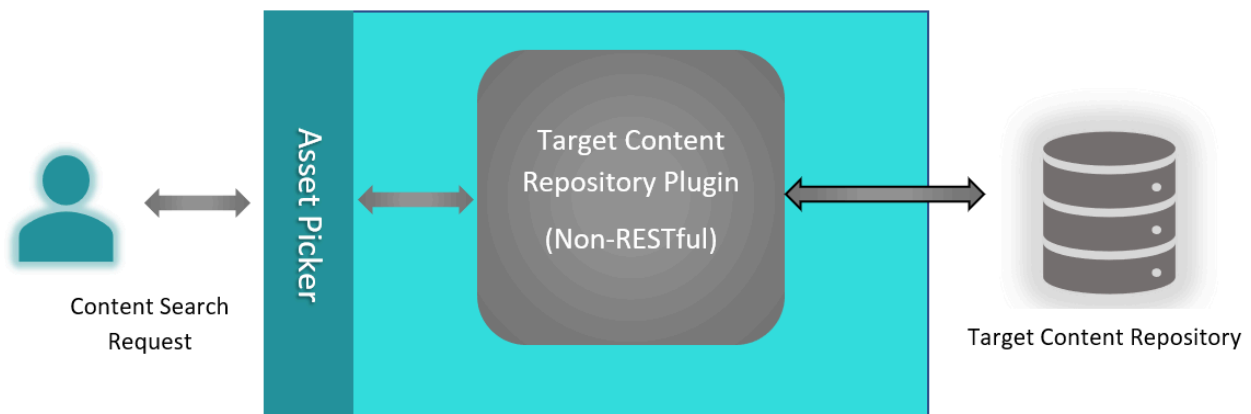 Content Search
Request
Asset Picker
Target Content
Repository Plugin
(Non-RESTful)
Target Content Repository